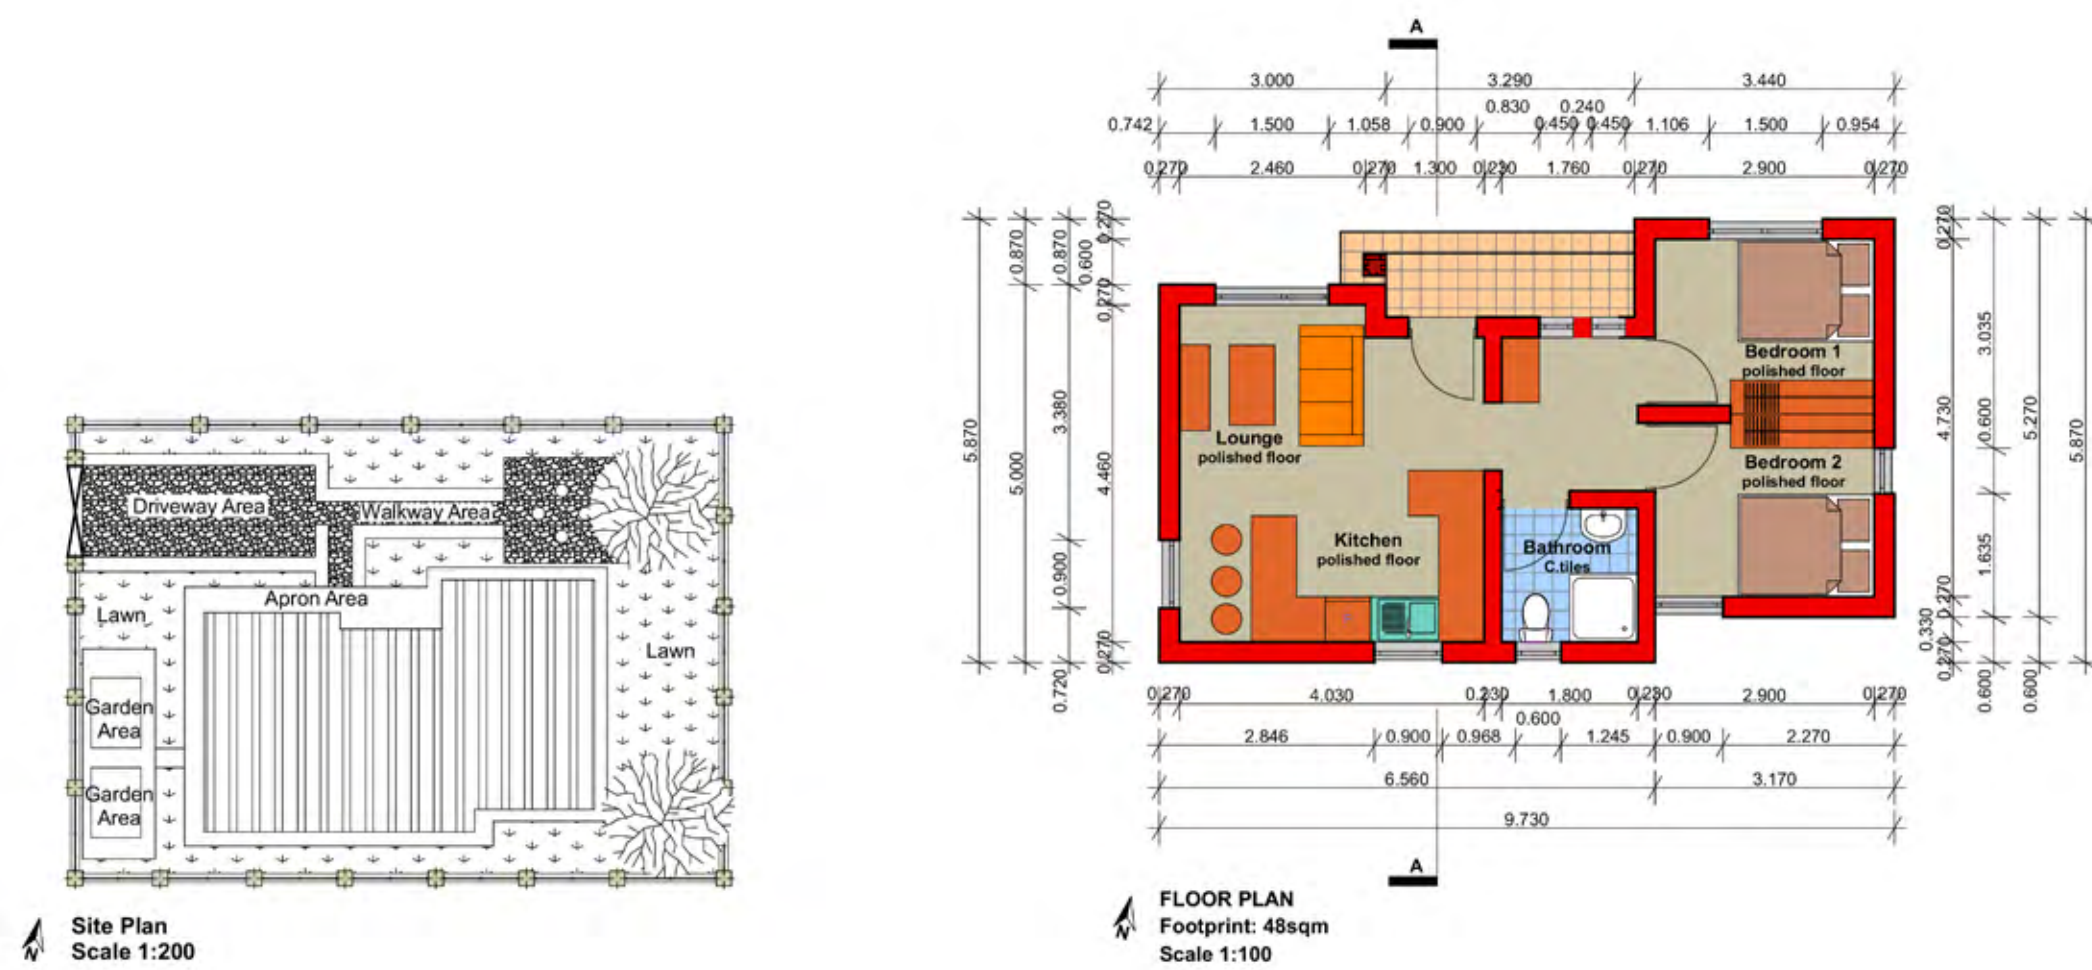 Driveway Area
Walkway Area
Apron Area
Lawn
Lawn
Garden
Area
Garden
Area
N
Site Plan
Scale 1:200
A
3.000 3.290 3.440
0.830 0.240
0.742 1.500 1.058 0.900 0.450 0.450 1.106 1.500 0.954
0.270 2.460 0.270 1.300 0.230 1.760 0.270 2.900 0.270
5.870
0.870
5.000
0.870
3.380
0.900
0.720
0.270
0.600
0.270
4.460
0.270
Bedroom 1
polished floor
Lounge
polished floor
Bedroom 2
polished floor
Kitchen
polished floor
Bathroom
C.tiles
0.270
4.730
0.270
0.330
0.270
3.035
0.600
1.635
0.600
5.270
0.600
5.870
0.270 4.030 0.230 1.800 0.230 2.900 0.270
0.600
2.846 0.900 0.968 1.245 0.900 2.270
6.560 3.170
9.730
A
N
FLOOR PLAN
Footprint: 48sqm
Scale 1:100